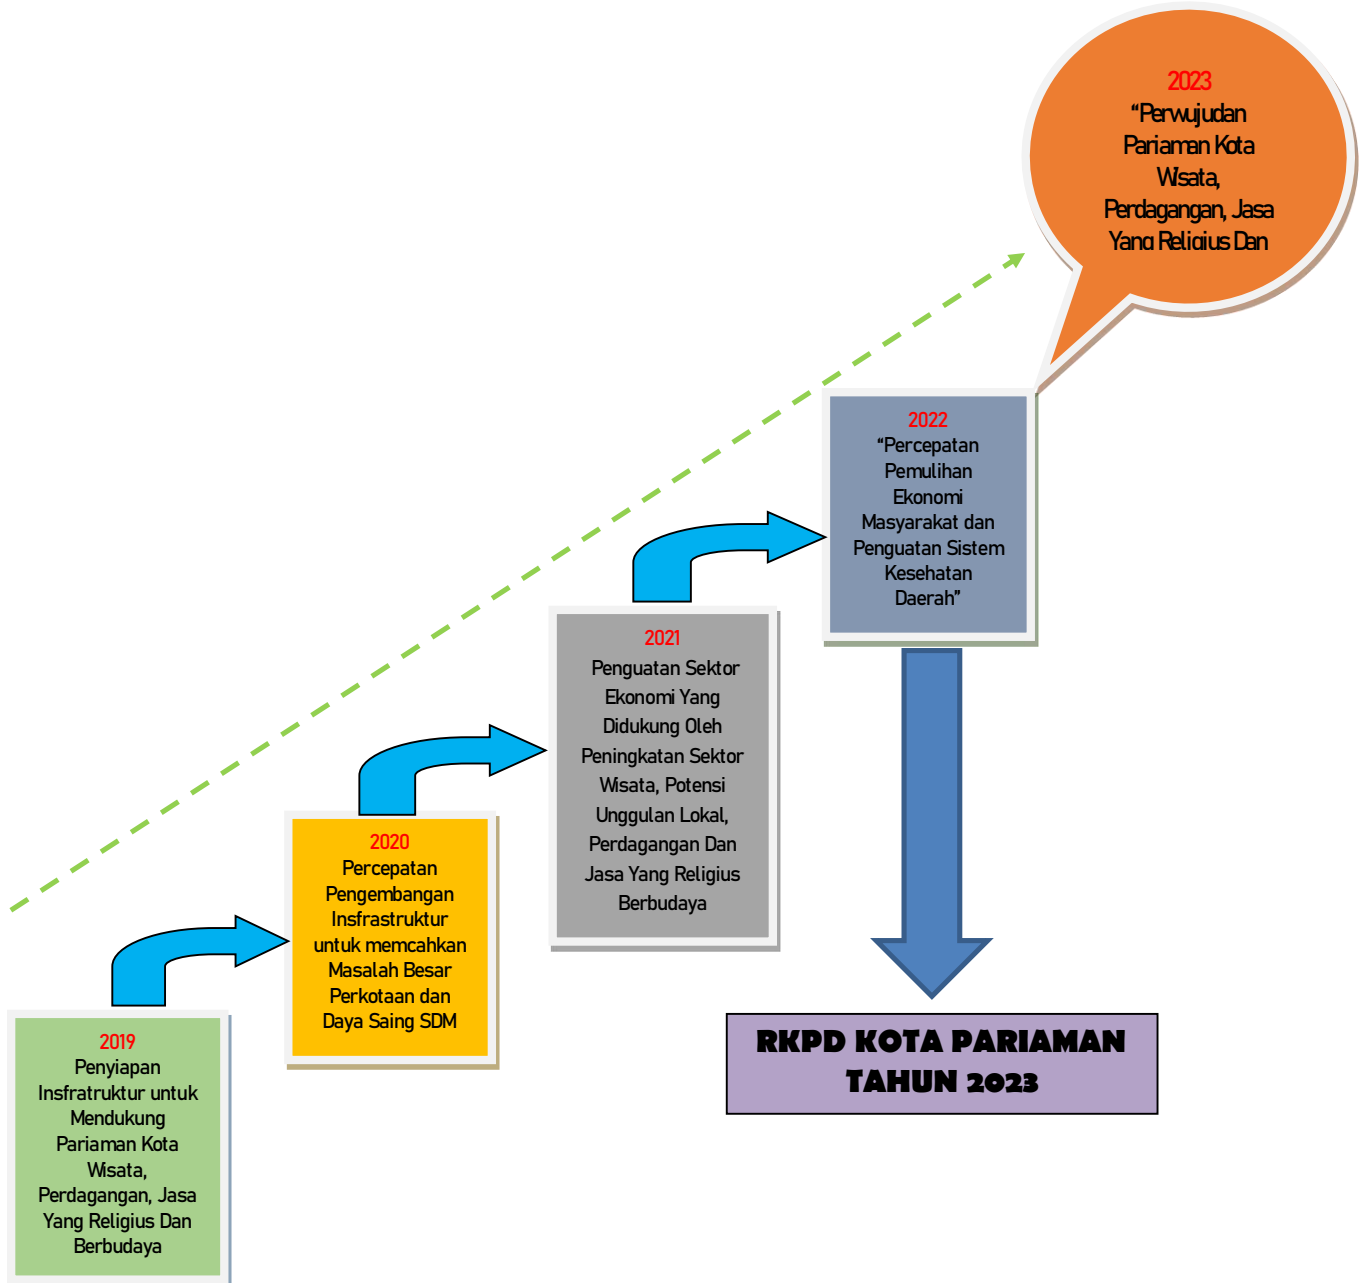 2023
“Perwujudan
Pariaman Kota
Wisata,
Perdagangan, Jasa
Yang Religius Dan
2022
“Percepatan
Pemulihan
Ekonomi
Masyarakat dan
Penguatan Sistem
Kesehatan
Daerah”
2021
Penguatan Sektor
Ekonomi Yang
Didukung Oleh
Peningkatan Sektor
Wisata, Potensi
Unggulan Lokal,
Perdagangan Dan
Jasa Yang Religius
Berbudaya
2020
Percepatan
Pengembangan
Insfrastruktur
untuk memcahkan
Masalah Besar
Perkotaan dan
Daya Saing SDM
2019
Penyiapan
Insfratruktur untuk
Mendukung
Pariaman Kota
Wisata,
Perdagangan, Jasa
Yang Religius Dan
Berbudaya
RKPD KOTA PARIAMAN
TAHUN 2023